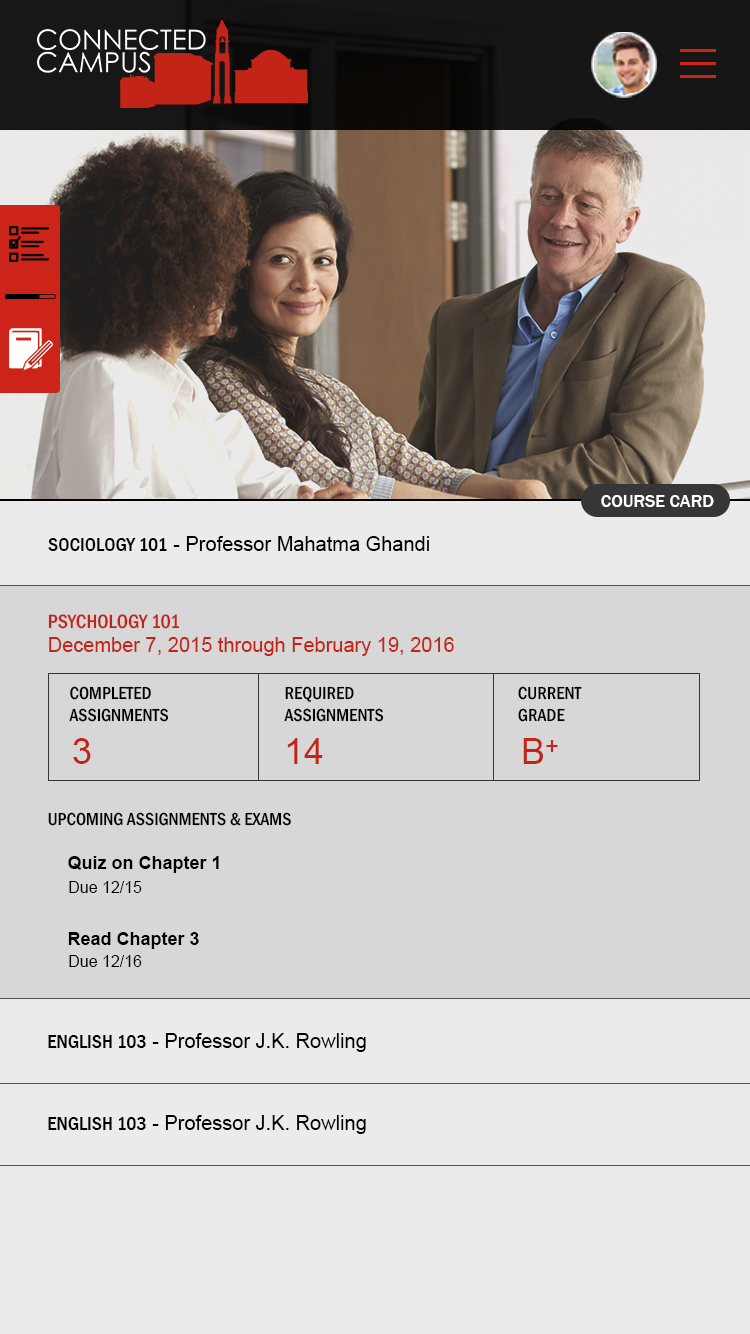 CONNECTED
CAMPUS
COURSE CARD
SOCIOLOGY 101 - Professor Mahatma Ghandi
PSYCHOLOGY 101
December 7, 2015 through February 19, 2016
COMPLETED ASSIGNMENTS
3
REQUIRED ASSIGNMENTS
14
CURRENT GRADE
B+
UPCOMING ASSIGNMENTS & EXAMS
Quiz on Chapter 1
Due 12/15
Read Chapter 3
Due 12/16
ENGLISH 103 - Professor J.K. Rowling
ENGLISH 103 - Professor J.K. Rowling